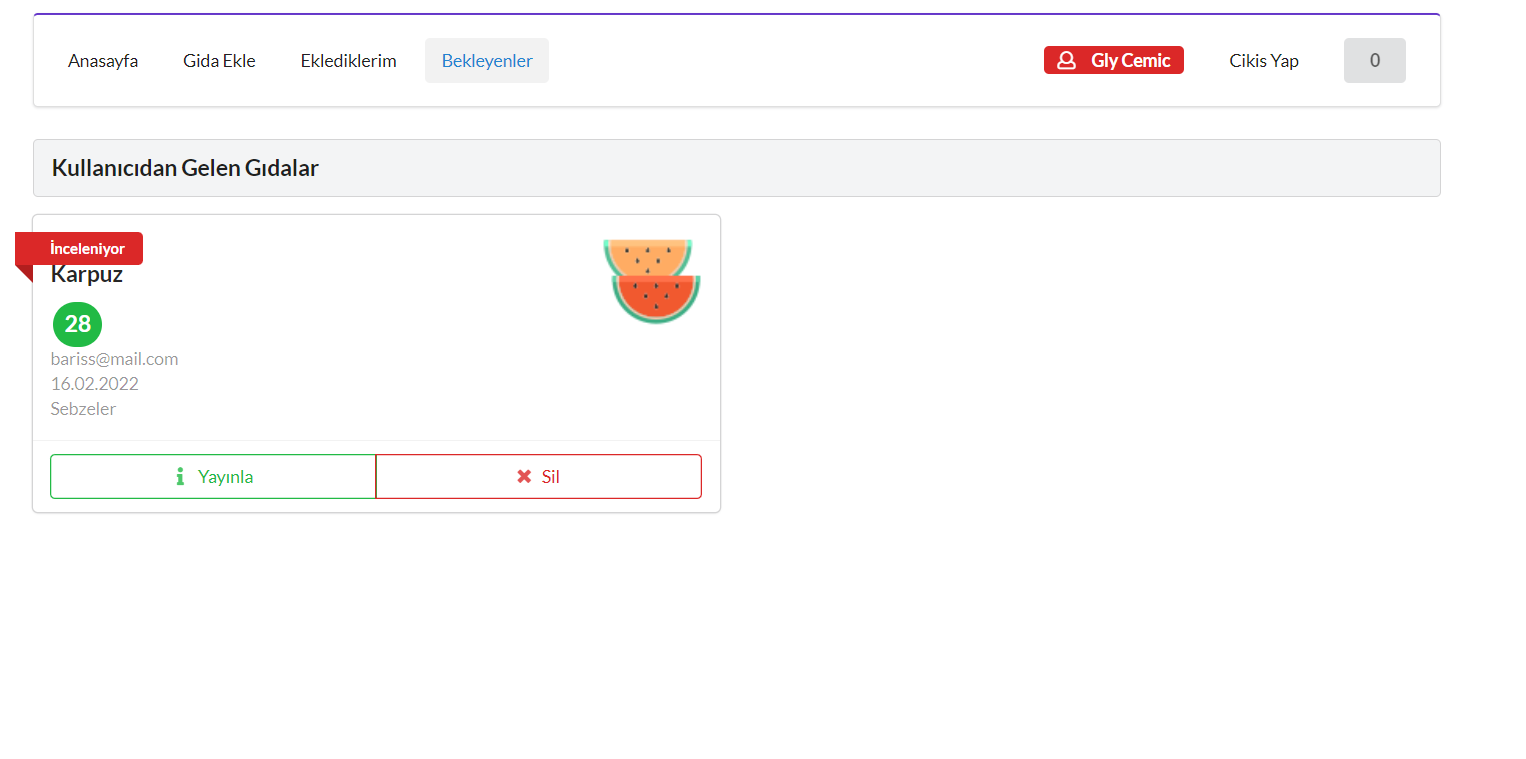 Anasayfa Gida Ekle Eklediklerim Bekleyenler Gly Cemic Cikis Yap 0
Kullanıcıdan Gelen Gıdalar
İnceleniyor
Karpuz
28
bariss@mail.com
16.02.2022
Sebzeler
Yayınla Sil